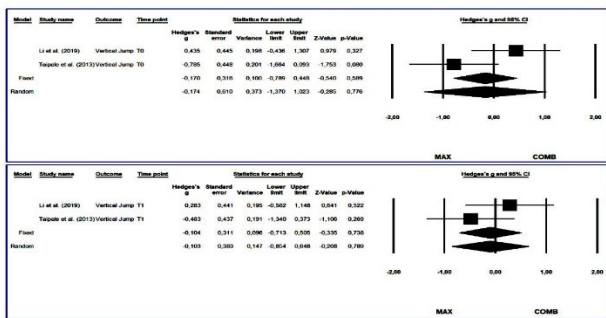 Model Study name Outcome Time point Statistics for each study Hedges's g and 95% CI
Hedges's g Standard error Variance Lower limit Upper limit Z-Value p-Value
Li et al. (2019) Vertical Jump T0 0,435 0,445 0,198 -0,436 1,307 0,979 0,327
Taipale et al. (2013) Vertical Jump T0 -0,785 0,448 0,201 -1,664 0,093 -1,753 0,080
Fixed -0,170 0,316 0,100 -0,789 0,448 -0,540 0,589
Random -0,174 0,610 0,373 -1,370 1,023 -0,285 0,776
-2,00 -1,00 0,00 1,00 2,00
MAX COMB
Model Study name Outcome Time point Statistics for each study Hedges's g and 95% CI
Hedges's g Standard error Variance Lower limit Upper limit Z-Value p-Value
Li et al. (2019) Vertical Jump T1 0,283 0,441 0,195 -0,582 1,148 0,641 0,522
Taipale et al. (2013) Vertical Jump T1 -0,483 0,437 0,191 -1,340 0,373 -1,106 0,269
Fixed -0,104 0,311 0,096 -0,713 0,505 -0,335 0,738
Random -0,103 0,383 0,147 -0,854 0,648 -0,268 0,789
-2,00 -1,00 0,00 1,00 2,00
MAX COMB